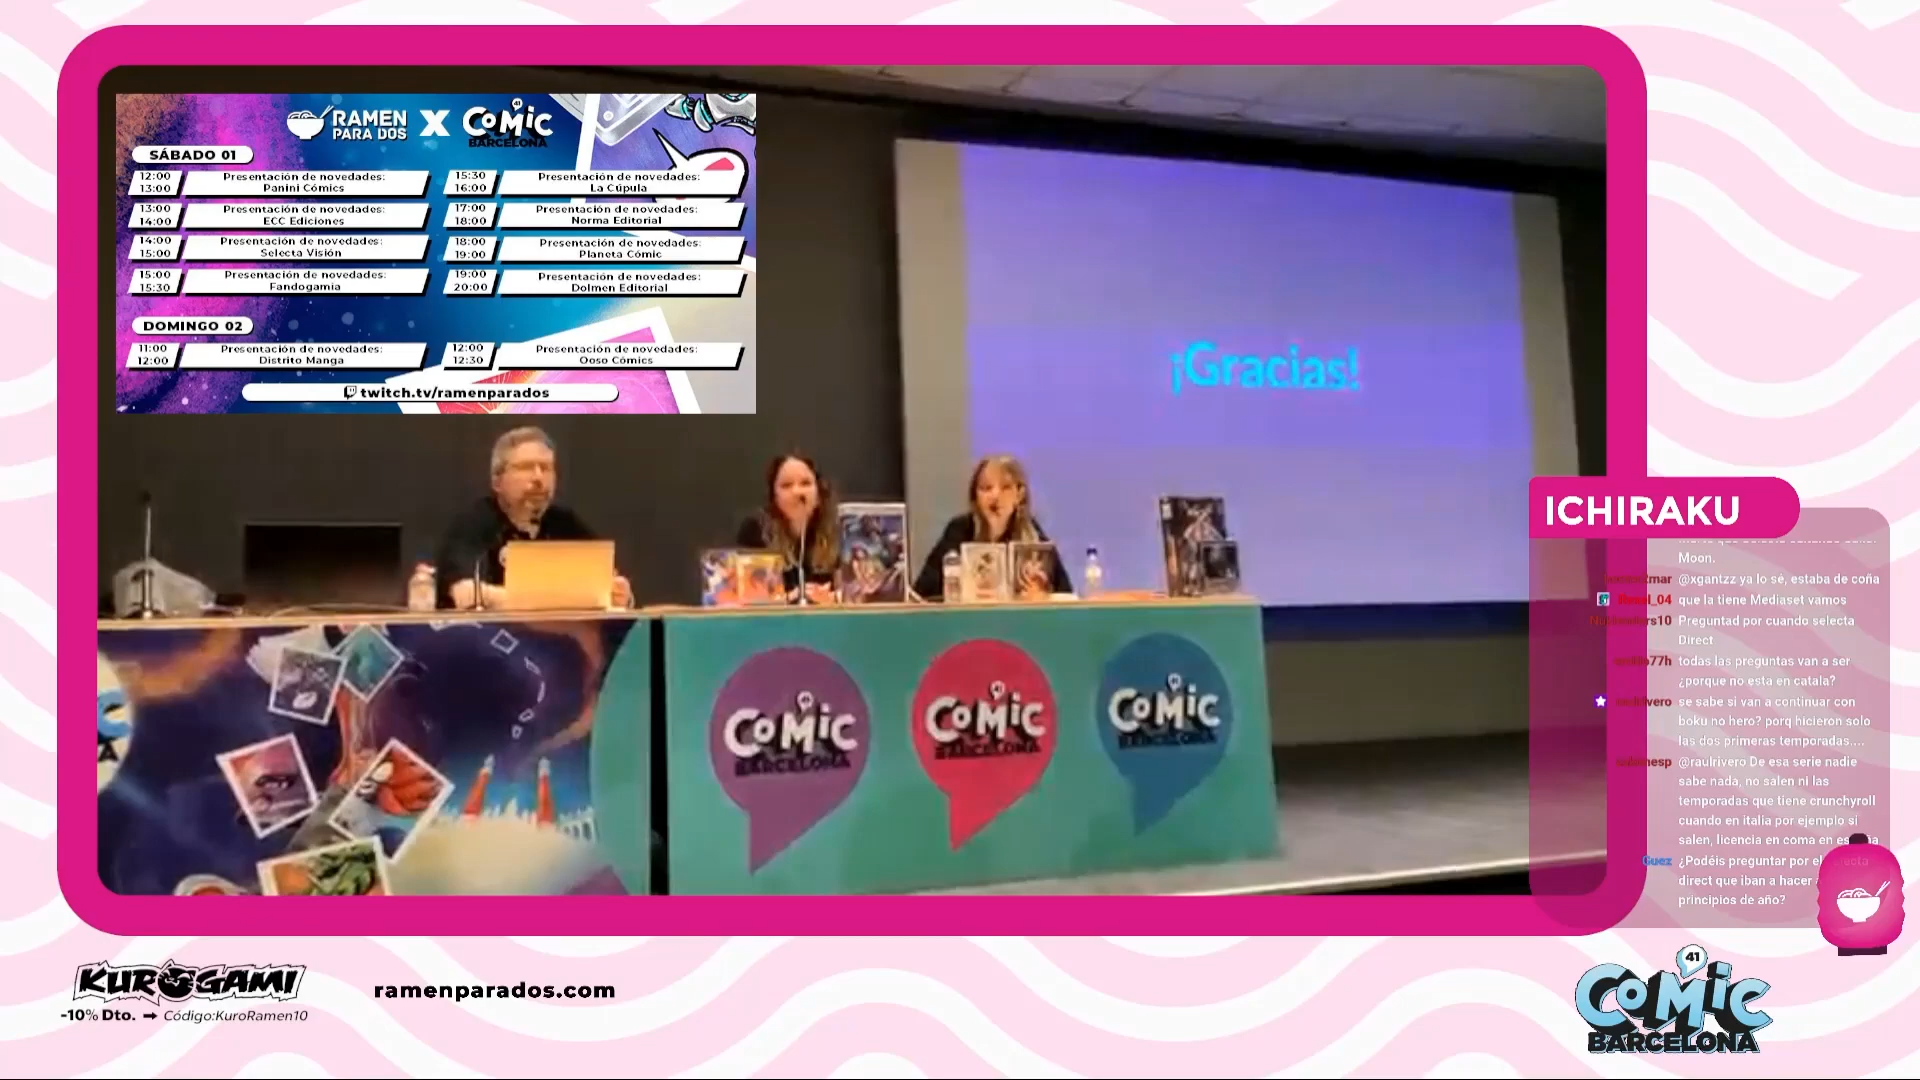 RAMEN
PARA DOS
X
41
COMIC
BARCELONA
SÁBADO 01
12:00
13:00
Presentación de novedades:
Panini Cómics
15:30
16:00
Presentación de novedades:
La Cúpula
13:00
14:00
Presentación de novedades:
ECC Ediciones
17:00
18:00
Presentación de novedades:
Norma Editorial
14:00
15:00
Presentación de novedades:
Selecta Visión
18:00
19:00
Presentación de novedades:
Planeta Cómic
15:00
15:30
Presentación de novedades:
Fandogamia
19:00
20:00
Presentación de novedades:
Dolmen Editorial
DOMINGO 02
11:00
12:00
Presentación de novedades:
Distrito Manga
12:00
12:30
Presentación de novedades:
Ooso Cómics
twitch.tv/ramenparados
¡Gracias!
COMIC
BARCELONA
COMIC
BARCELONA
COMIC
BARCELONA
ICHIRAKU
Moon.
@xgantzz ya lo sé, estaba de coña
que la tiene Mediaset vamos
Preguntad por cuando selecta
Direct
todas las preguntas van a ser
¿porque no esta en catala?
se sabe si van a continuar con
boku no hero? porq hicieron solo
las dos primeras temporadas....
@raulrivero De esa serie nadie
sabe nada, no salen ni las
temporadas que tiene crunchyroll
cuando en italia por ejemplo si
salen, licencia en coma en
Guez ¿Podéis preguntar por el
direct que iban a hacer
principios de año?
KUROGAMI
-10% Dto. → Código:KuroRamen10
ramenparados.com
41
COMIC
BARCELONA